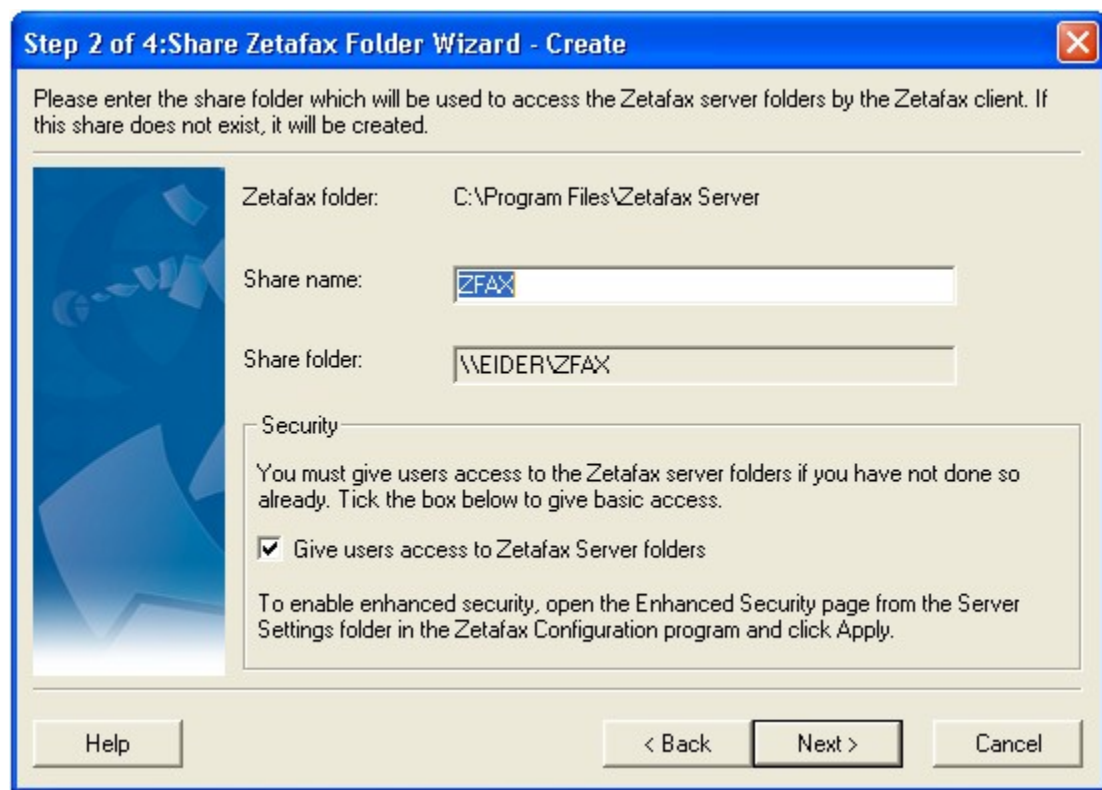 Step 2 of 4:Share Zetafax Folder Wizard - Create
Please enter the share folder which will be used to access the Zetafax server folders by the Zetafax client. If
this share does not exist, it will be created.
Zetafax folder: C:\Program Files\Zetafax Server
Share name: ZFAX
Share folder: \\EIDER\ZFAX
Security
You must give users access to the Zetafax server folders if you have not done so
already. Tick the box below to give basic access.
Give users access to Zetafax Server folders
To enable enhanced security, open the Enhanced Security page from the Server
Settings folder in the Zetafax Configuration program and click Apply.
Help < Back Next > Cancel